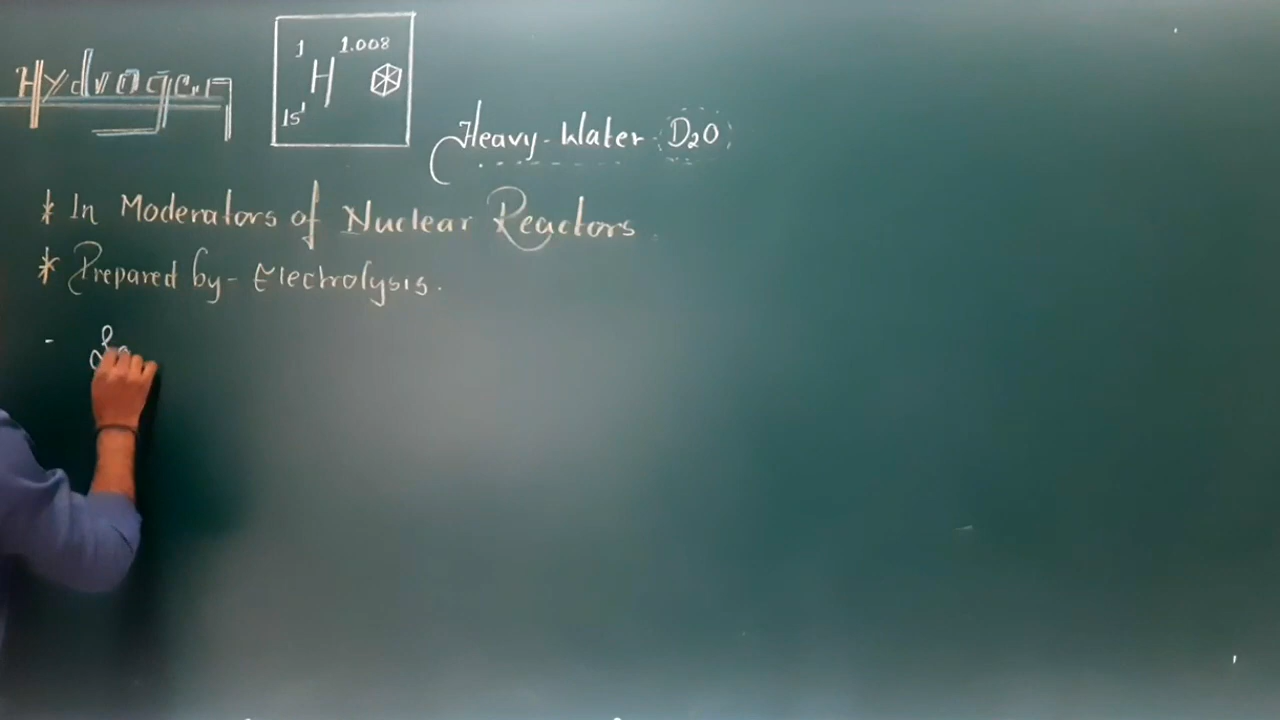 Hydrogen
1 1.008
H
1s¹
Heavy-Water D₂O
* In Moderators of Nuclear Reactors.
* Prepared by - Electrolysis.
-